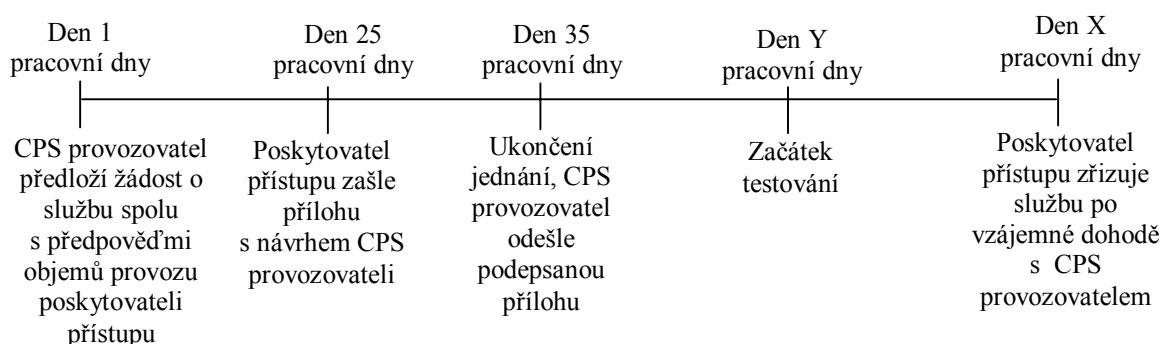 Den 1
pracovní dny
Den 25
pracovní dny
Den 35
pracovní dny
Den Y
pracovní dny
Den X
pracovní dny
CPS provozovatel
předloží žádost o
službu spolu
s předpověďmi
objemů provozu
poskytovateli
přístupu
Poskytovatel
přístupu zašle
přílohu
s návrhem CPS
provozovateli
Ukončení
jednání, CPS
provozovatel
odešle
podepsanou
přílohu
Začátek
testování
Poskytovatel
přístupu zřizuje
službu po
vzájemné dohodě
s CPS
provozovatelem